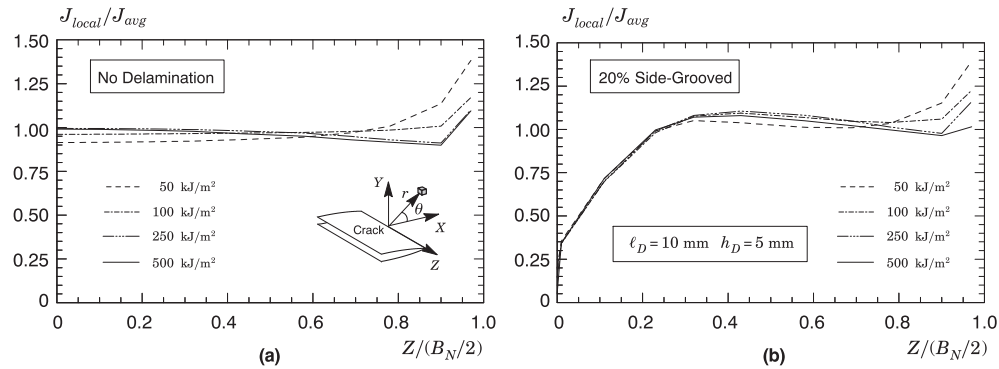 J_local/J_avg
1.50
1.25
1.00
0.75
0.50
0.25
0
No Delamination
50 kJ/m²
100 kJ/m²
250 kJ/m²
500 kJ/m²
Y
r
θ
X
Crack
Z
0 0.2 0.4 0.6 0.8 1.0
Z/(B_N/2)
(a)
J_local/J_avg
1.50
1.25
1.00
0.75
0.50
0.25
0
20% Side-Grooved
50 kJ/m²
100 kJ/m²
250 kJ/m²
500 kJ/m²
ℓ_D = 10 mm h_D = 5 mm
0 0.2 0.4 0.6 0.8 1.0
Z/(B_N/2)
(b)